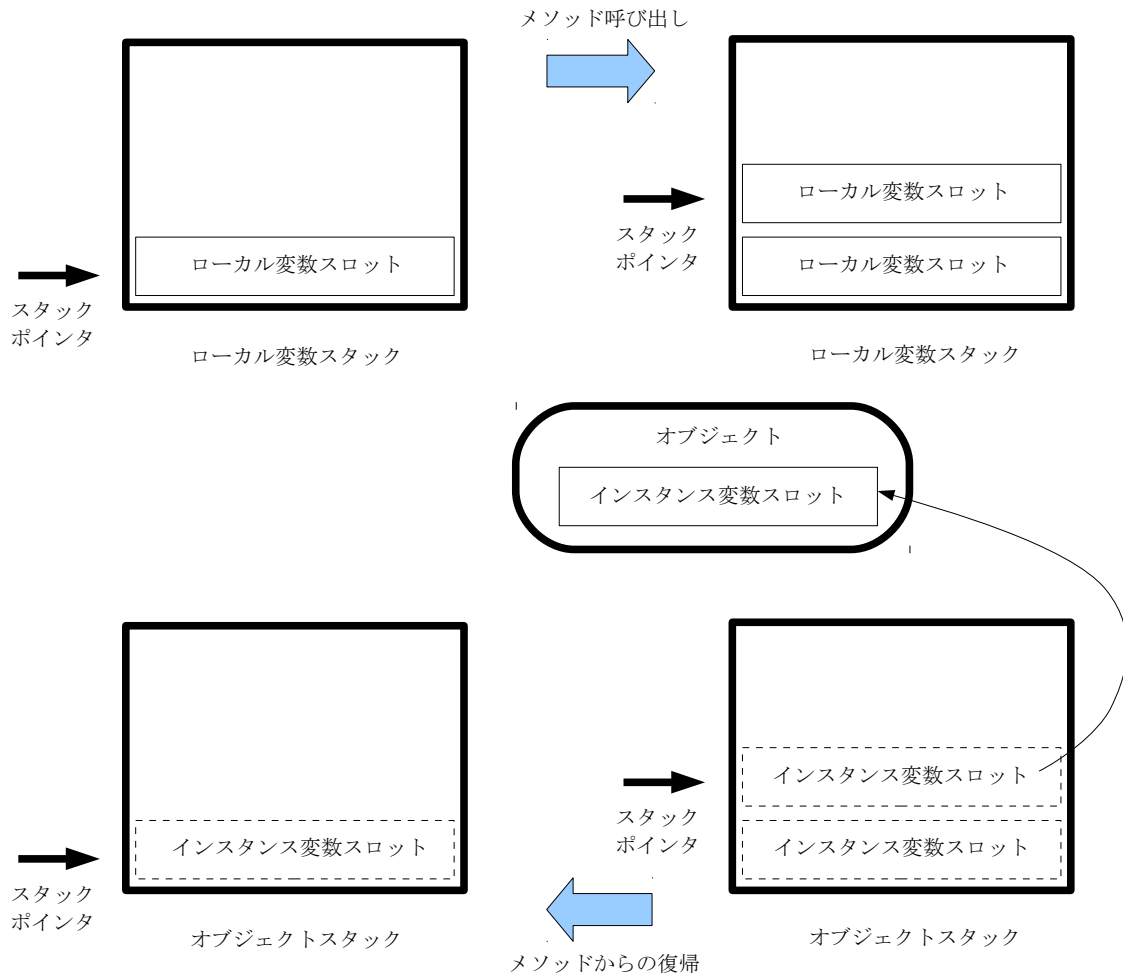 メソッド呼び出し
ローカル変数スロット
スタック
ポインタ
ローカル変数スタック
ローカル変数スロット
スタック
ポインタ
ローカル変数スロット
ローカル変数スタック
オブジェクト
インスタンス変数スロット
インスタンス変数スロット
スタック
ポインタ
オブジェクトスタック
インスタンス変数スロット
スタック
ポインタ
インスタンス変数スロット
オブジェクトスタック
メソッドからの復帰